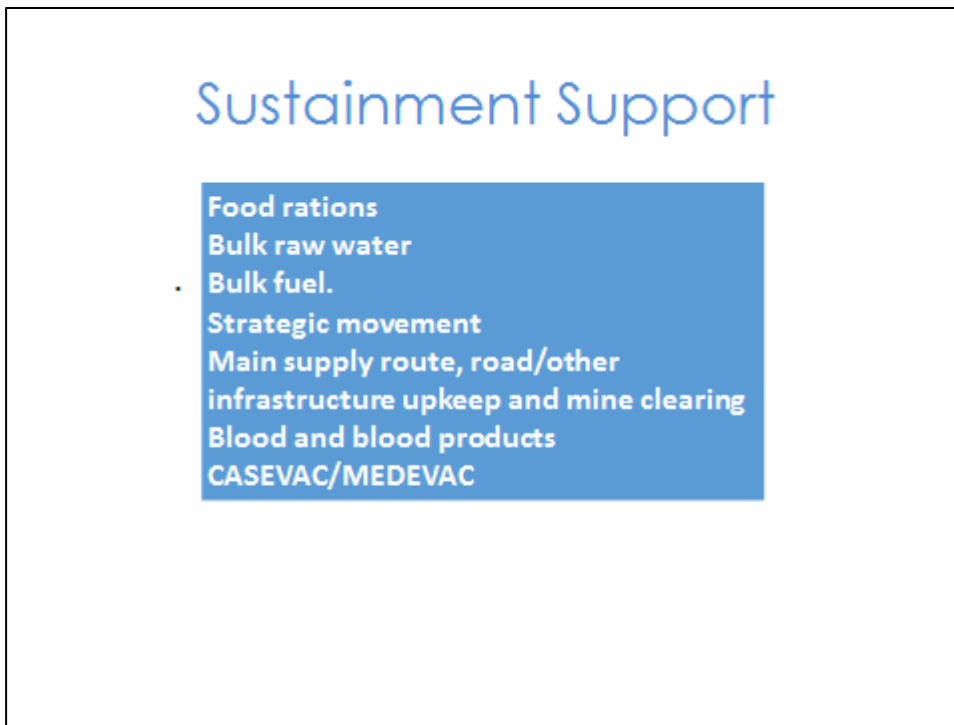 Sustainment Support
Food rations
Bulk raw water
. Bulk fuel.
Strategic movement
Main supply route, road/other
infrastructure upkeep and mine clearing
Blood and blood products
CASEVAC/MEDEVAC